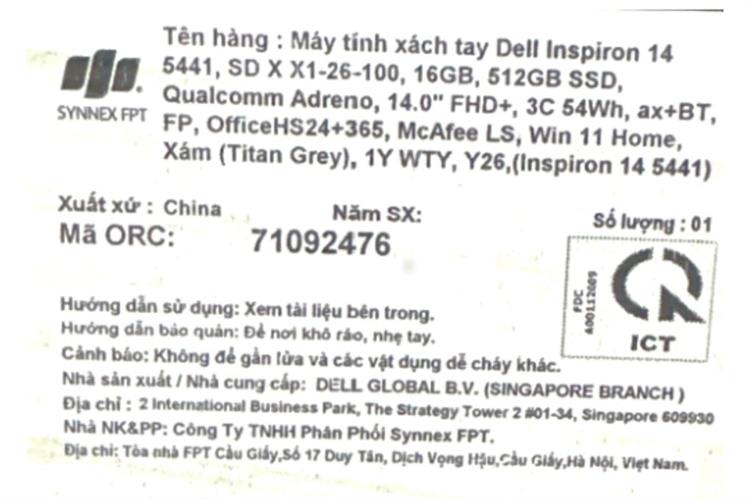 Tên hàng : Máy tính xách tay Dell Inspiron 14
5441, SD X X1-26-100, 16GB, 512GB SSD,
Qualcomm Adreno, 14.0" FHD+, 3C 54Wh, ax+BT,
FP, OfficeHS24+365, McAfee LS, Win 11 Home,
Xám (Titan Grey), 1Y WTY, Y26,(Inspiron 14 5441)
SYNNEX FPT
Xuất xứ : China Năm SX: Số lượng : 01
Mã ORC: 71092476
FDC
A00112009
ICT
Hướng dẫn sử dụng: Xem tài liệu bên trong.
Hướng dẫn bảo quản: Để nơi khô ráo, nhẹ tay.
Cảnh báo: Không để gần lửa và các vật dụng dễ cháy khác.
Nhà sản xuất / Nhà cung cấp: DELL GLOBAL B.V. (SINGAPORE BRANCH )
Địa chỉ : 2 International Business Park, The Strategy Tower 2 #01-34, Singapore 609930
Nhà NK&PP: Công Ty TNHH Phân Phối Synnex FPT.
Địa chỉ: Tòa nhà FPT Cầu Giấy,Số 17 Duy Tân, Dịch Vọng Hậu,Cầu Giấy,Hà Nội, Việt Nam.